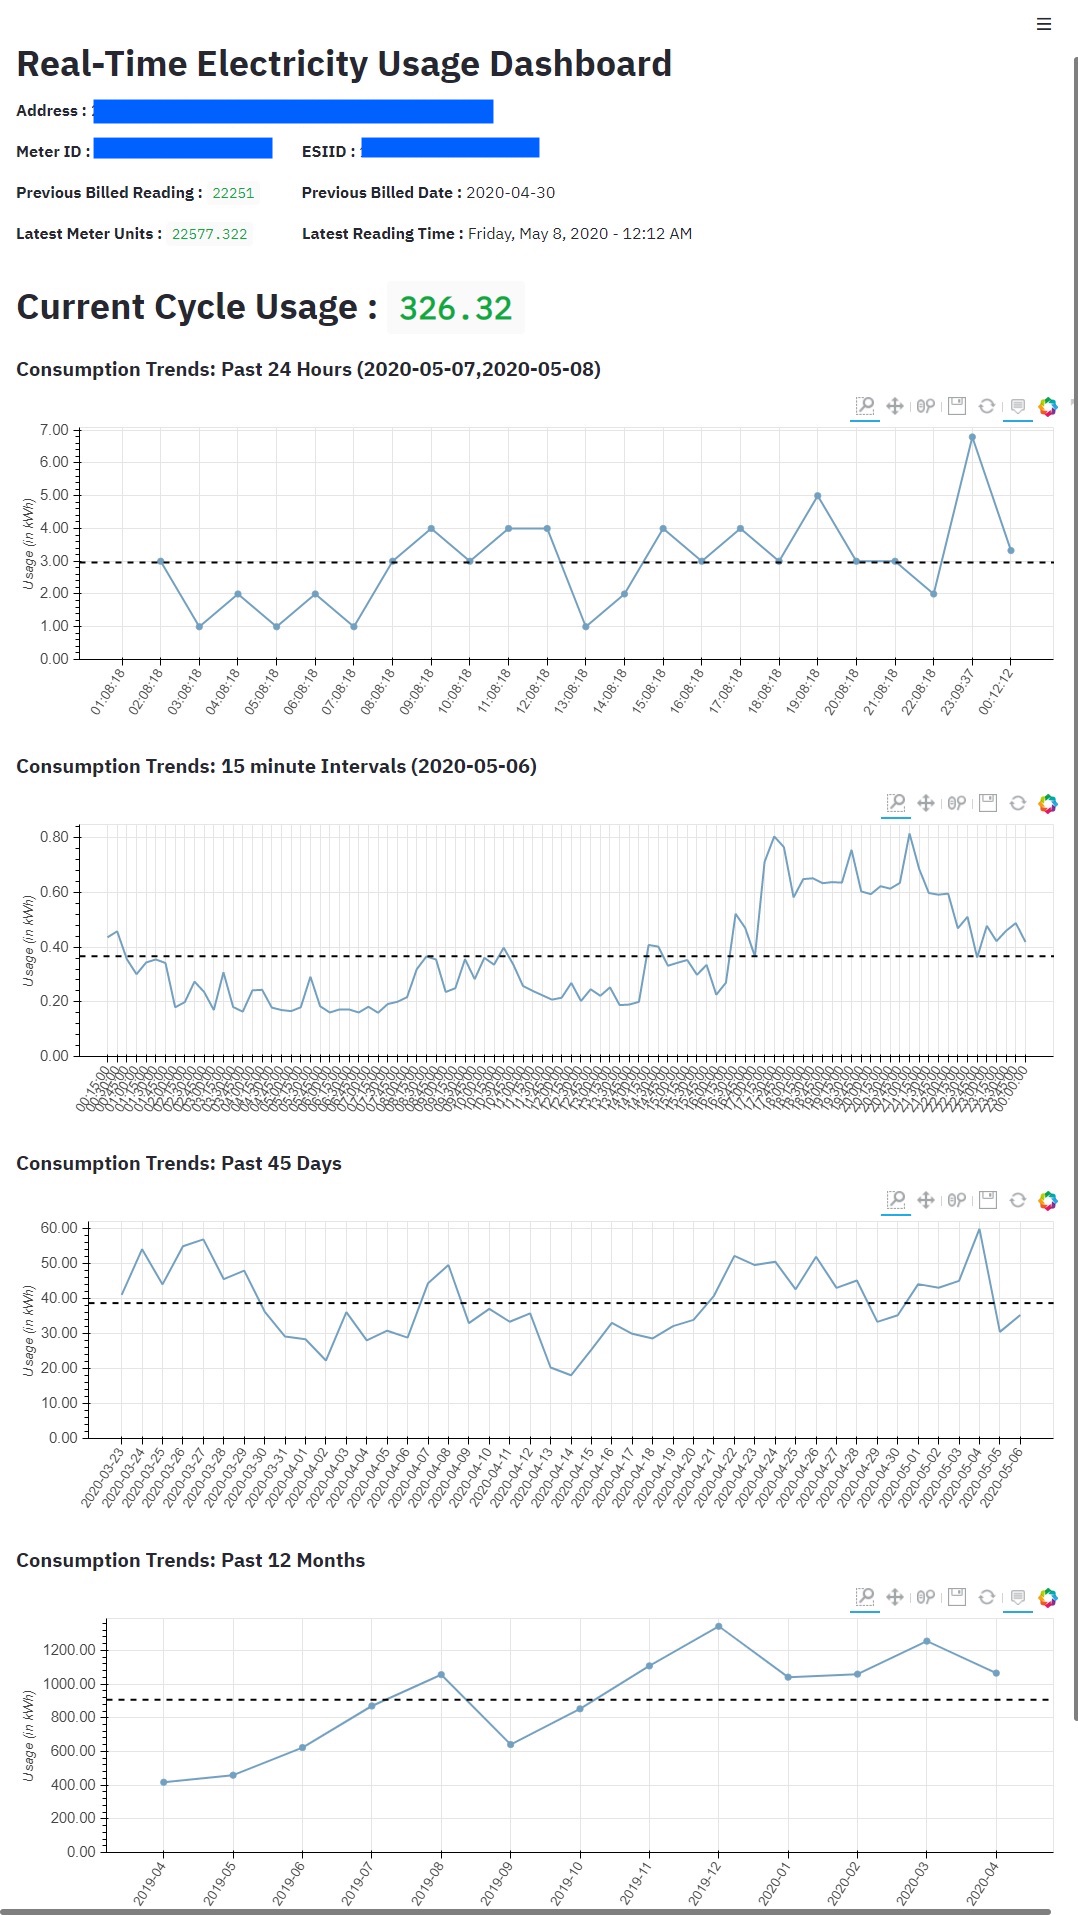 Real-Time Electricity Usage Dashboard
Address :
Meter ID : ESIID :
Previous Billed Reading : 22251 Previous Billed Date : 2020-04-30
Latest Meter Units : 22577.322 Latest Reading Time : Friday, May 8, 2020 - 12:12 AM
Current Cycle Usage : 326.32
Consumption Trends: Past 24 Hours (2020-05-07,2020-05-08)
7.00
6.00
5.00
4.00
3.00
2.00
1.00
0.00
Usage (in kWh)
01:08:18 02:08:18 03:08:18 04:08:18 05:08:18 06:08:18 07:08:18 08:08:18 09:08:18 10:08:18 11:08:18 12:08:18 13:08:18 14:08:18 15:08:18 16:08:18 17:08:18 18:08:18 19:08:18 20:08:18 21:08:18 22:08:18 23:09:37 00:12:12
Consumption Trends: 15 minute Intervals (2020-05-06)
0.80
0.60
0.40
0.20
0.00
Usage (in kWh)
Consumption Trends: Past 45 Days
60.00
50.00
40.00
30.00
20.00
10.00
0.00
Usage (in kWh)
2020-03-23 2020-03-24 2020-03-25 2020-03-26 2020-03-27 2020-03-28 2020-03-29 2020-03-30 2020-03-31 2020-04-01 2020-04-02 2020-04-03 2020-04-04 2020-04-05 2020-04-06 2020-04-07 2020-04-08 2020-04-09 2020-04-10 2020-04-11 2020-04-12 2020-04-13 2020-04-14 2020-04-15 2020-04-16 2020-04-17 2020-04-18 2020-04-19 2020-04-20 2020-04-21 2020-04-22 2020-04-23 2020-04-24 2020-04-25 2020-04-26 2020-04-27 2020-04-28 2020-04-29 2020-04-30 2020-05-01 2020-05-02 2020-05-03 2020-05-04 2020-05-05 2020-05-06
Consumption Trends: Past 12 Months
1200.00
1000.00
800.00
600.00
400.00
200.00
0.00
Usage (in kWh)
2019-04 2019-05 2019-06 2019-07 2019-08 2019-09 2019-10 2019-11 2019-12 2020-01 2020-02 2020-03 2020-04